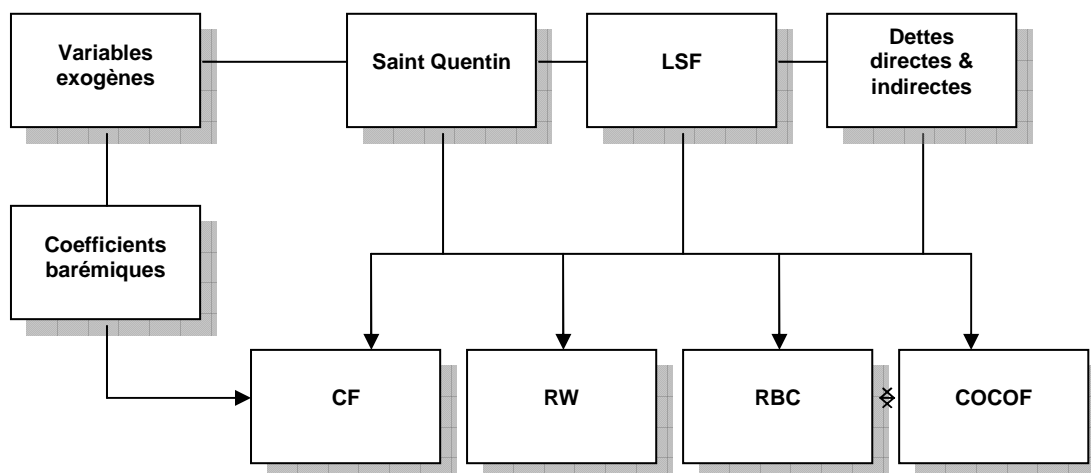 Variables
exogènes
Saint Quentin
LSF
Dettes
directes &
indirectes
Coefficients
barémiques
CF
RW
RBC
COCOF